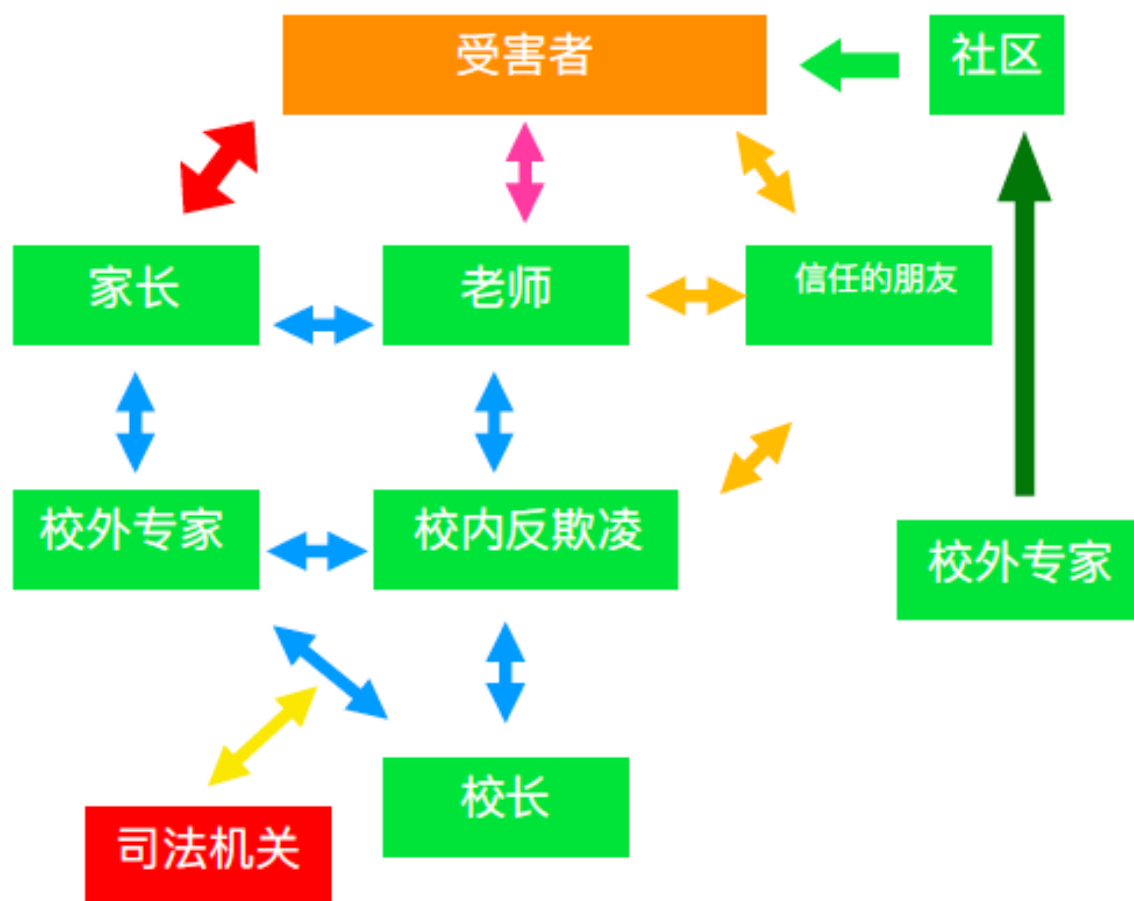 受害者
社区
家长
老师
信任的朋友
校外专家
校内反欺凌
校外专家
校长
司法机关